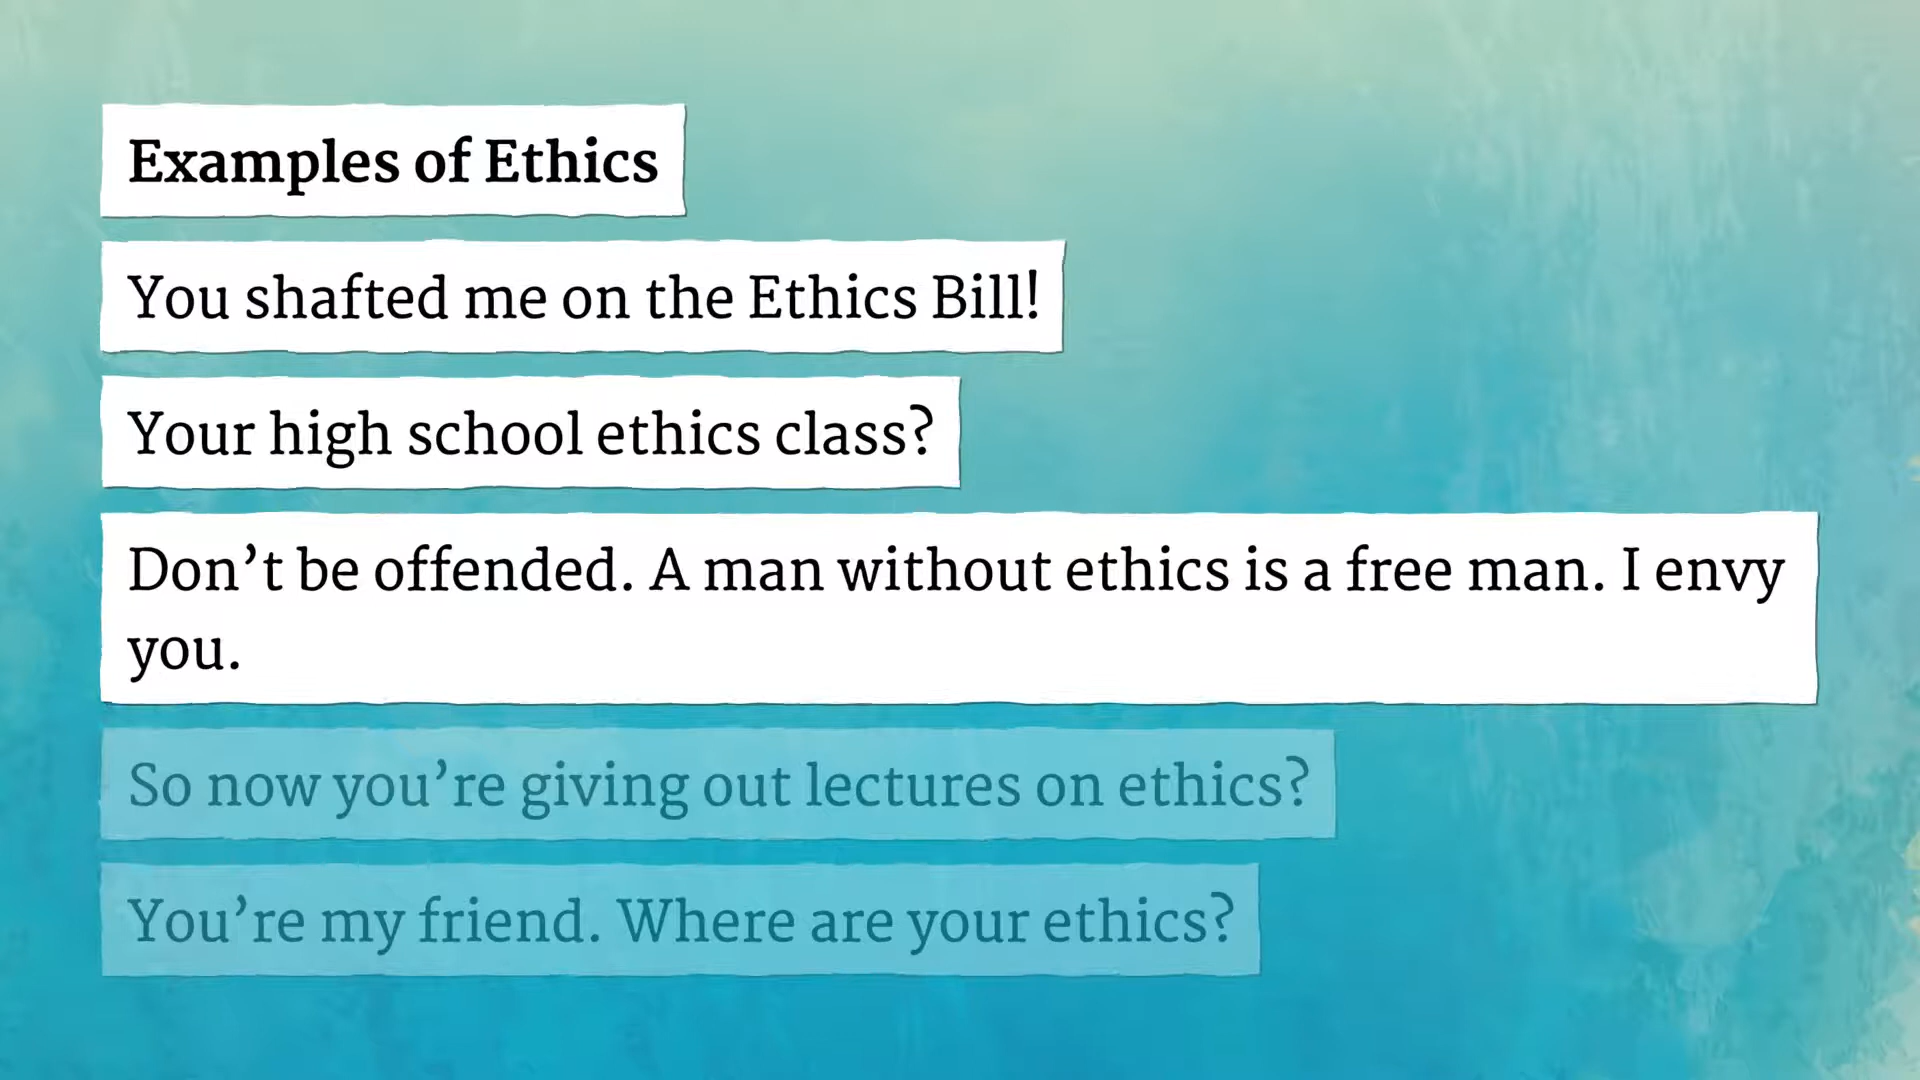 Examples of Ethics
You shafted me on the Ethics Bill!
Your high school ethics class?
Don’t be offended. A man without ethics is a free man. I envy
you.
So now you’re giving out lectures on ethics?
You’re my friend. Where are your ethics?